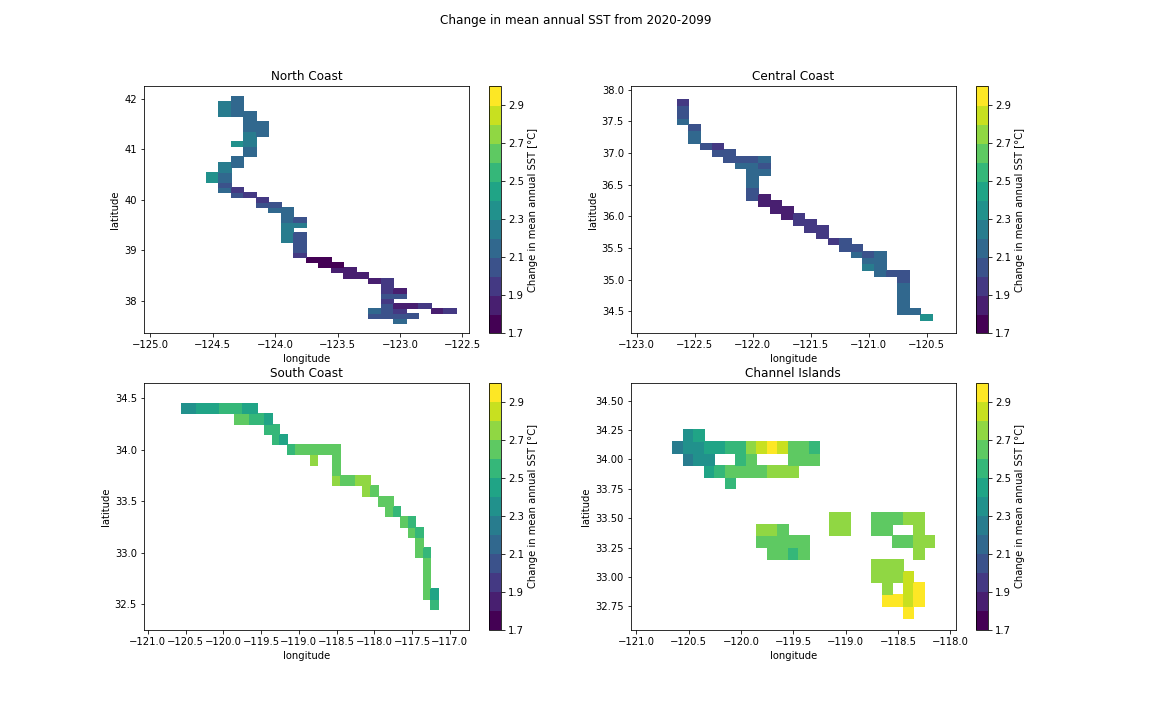 Change in mean annual SST from 2020-2099
North Coast
42
41
40
39
38
latitude
−125.0 −124.5 −124.0 −123.5 −123.0 −122.5
longitude
2.9
2.7
2.5
2.3
2.1
1.9
1.7
Change in mean annual SST [°C]
Central Coast
38.0
37.5
37.0
36.5
36.0
35.5
35.0
34.5
latitude
−123.0 −122.5 −122.0 −121.5 −121.0 −120.5
longitude
2.9
2.7
2.5
2.3
2.1
1.9
1.7
Change in mean annual SST [°C]
South Coast
34.5
34.0
33.5
33.0
32.5
latitude
−121.0 −120.5 −120.0 −119.5 −119.0 −118.5 −118.0 −117.5 −117.0
longitude
2.9
2.7
2.5
2.3
2.1
1.9
1.7
Change in mean annual SST [°C]
Channel Islands
34.50
34.25
34.00
33.75
33.50
33.25
33.00
32.75
latitude
−121.0 −120.5 −120.0 −119.5 −119.0 −118.5 −118.0
longitude
2.9
2.7
2.5
2.3
2.1
1.9
1.7
Change in mean annual SST [°C]